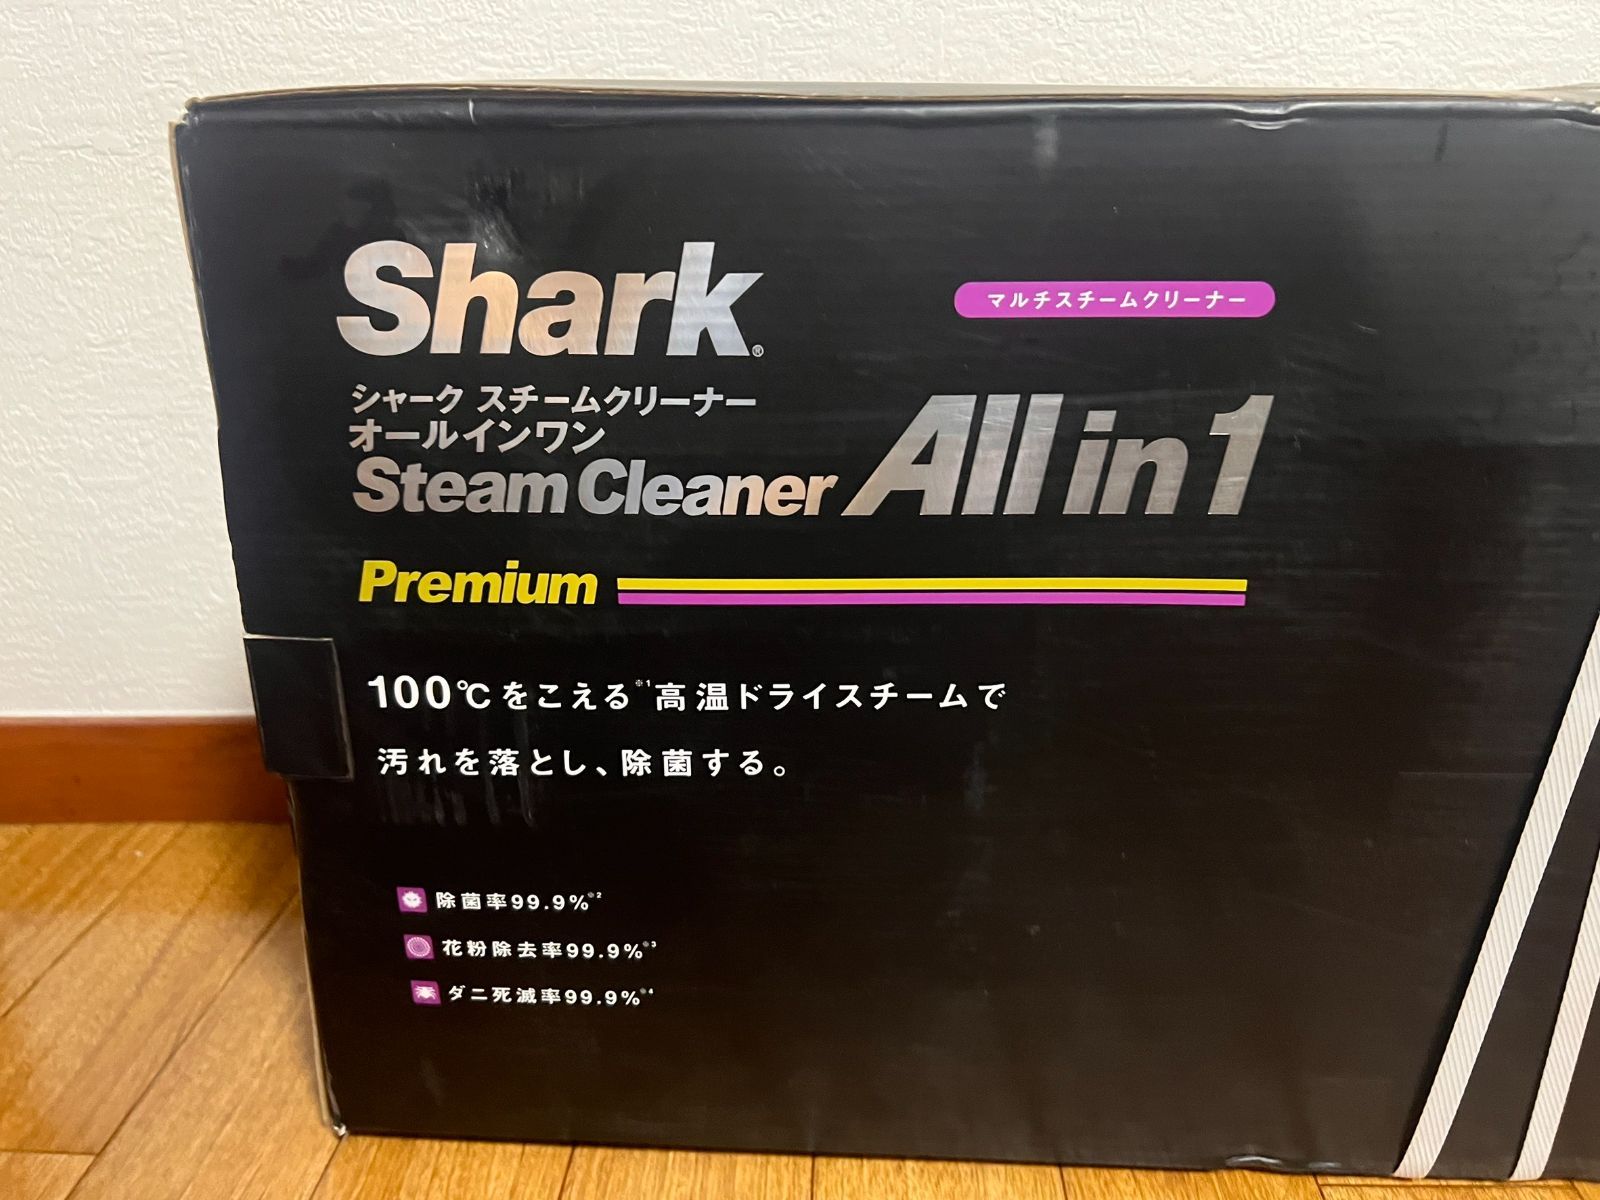 Shark®
マルチスチームクリーナー
シャーク スチームクリーナー
オールインワン
Steam Cleaner All in 1
Premium
100℃をこえる※1高温ドライスチームで
汚れを落とし、除菌する。
除菌率99.9%※2
花粉除去率99.9%※3
ダニ死滅率99.9%※4